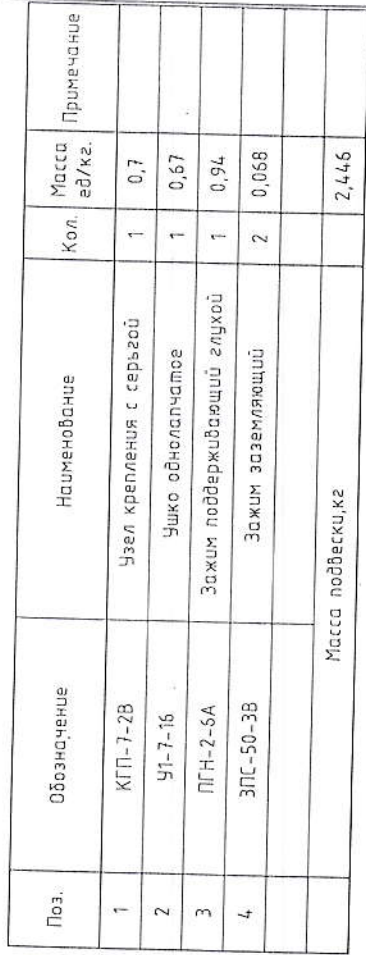 Поз. Обозначение Наименование Кол. Масса ед/кг. Примечание
1 КГП-7-2В Узел крепления с серьгой 1 0,7
2 У1-7-16 Ушко однолапчатое 1 0,67
3 ПГН-2-6А Зажим поддерживающий глухой 1 0,94
4 ЗПС-50-3В Зажим заземляющий 2 0,068
Масса подвески,кг 2,446